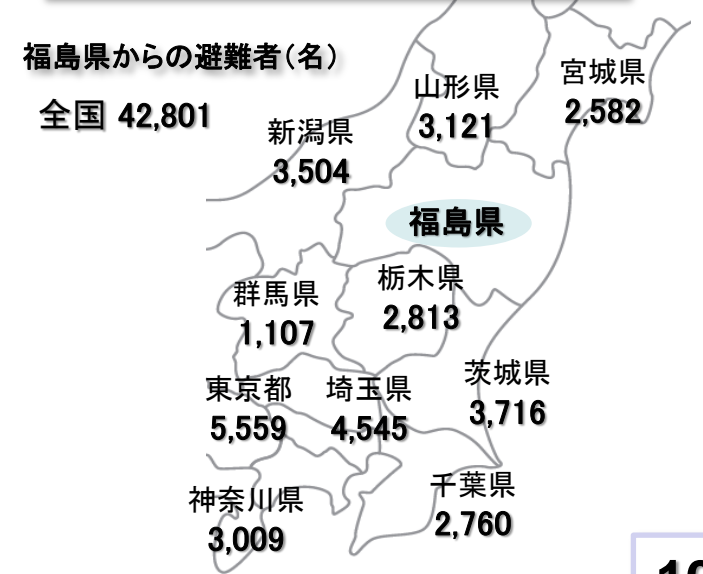 福島県からの避難者（名）
全国 42,801
山形県
3,121
宮城県
2,582
新潟県
3,504
福島県
栃木県
2,813
群馬県
1,107
茨城県
3,716
東京都
5,559
埼玉県
4,545
千葉県
2,760
神奈川県
3,009